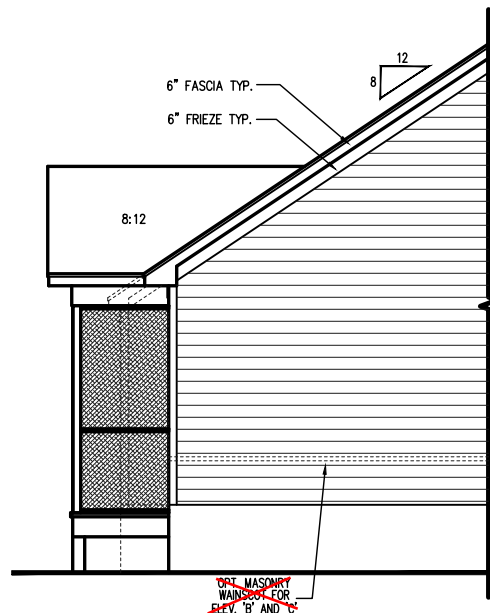 12
8
6" FASCIA TYP.
6" FRIEZE TYP.
8:12
OPT. MASONRY
WAINSCOT FOR
ELEV. 'B' AND 'C'